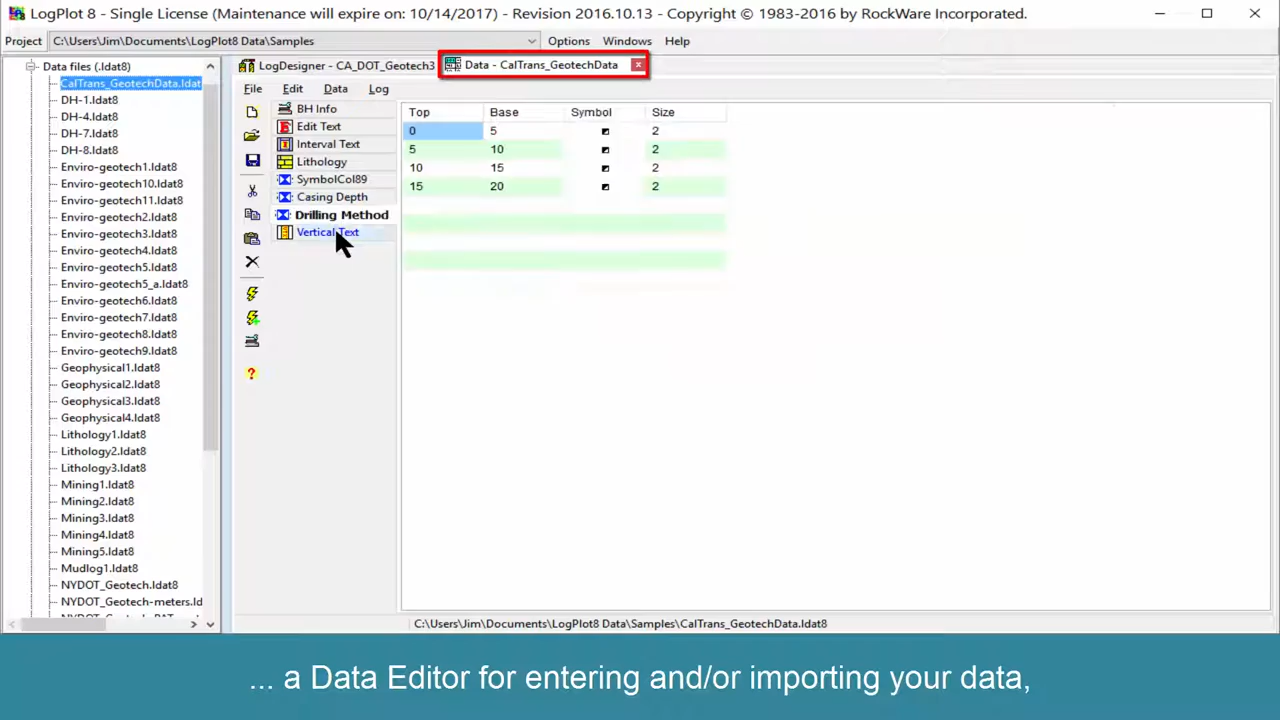 LogPlot 8 - Single License (Maintenance will expire on: 10/14/2017) - Revision 2016.10.13 - Copyright © 1983-2016 by RockWare Incorporated.
Project C:\Users\Jim\Documents\LogPlot8 Data\Samples Options Windows Help
Data files (.ldat8)
CalTrans_GeotechData.ldat
DH-1.ldat8
DH-4.ldat8
DH-7.ldat8
DH-8.ldat8
Enviro-geotech1.ldat8
Enviro-geotech10.ldat8
Enviro-geotech11.ldat8
Enviro-geotech2.ldat8
Enviro-geotech3.ldat8
Enviro-geotech4.ldat8
Enviro-geotech5.ldat8
Enviro-geotech5_a.ldat8
Enviro-geotech6.ldat8
Enviro-geotech7.ldat8
Enviro-geotech8.ldat8
Enviro-geotech9.ldat8
Geophysical1.ldat8
Geophysical2.ldat8
Geophysical3.ldat8
Geophysical4.ldat8
Lithology1.ldat8
Lithology2.ldat8
Lithology3.ldat8
Mining1.ldat8
Mining2.ldat8
Mining3.ldat8
Mining4.ldat8
Mining5.ldat8
Mudlog1.ldat8
NYDOT_Geotech.ldat8
NYDOT_Geotech-meters.ld
LogDesigner - CA_DOT_Geotech3 Data - CalTrans_GeotechData
File Edit Data Log
BH Info
Edit Text
Interval Text
Lithology
SymbolCol89
Casing Depth
Drilling Method
Vertical Text
Top Base Symbol Size
0 5 2
5 10 2
10 15 2
15 20 2
C:\Users\Jim\Documents\LogPlot8 Data\Samples\CalTrans_GeotechData.ldat8
... a Data Editor for entering and/or importing your data,